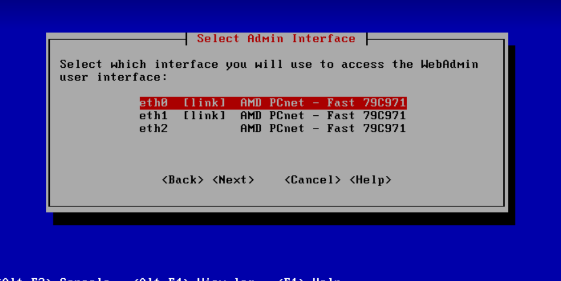 Select Admin Interface
Select which interface you will use to access the WebAdmin
user interface:
eth0 [link] AMD PCnet - Fast 79C971
eth1 [link] AMD PCnet - Fast 79C971
eth2 AMD PCnet - Fast 79C971
<Back> <Next> <Cancel> <Help>